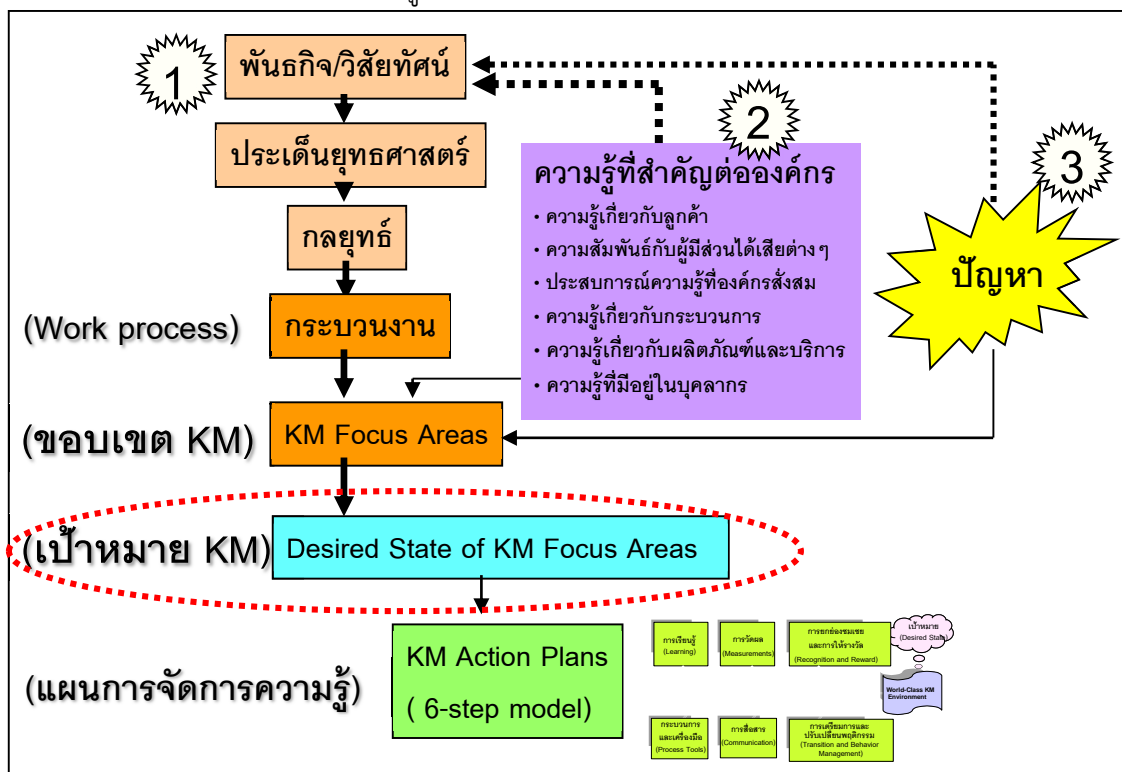 1
พันธกิจ/วิสัยทัศน์
ประเด็นยุทธศาสตร์
กลยุทธ์
(Work process)
กระบวนงาน
2
ความรู้ที่สำคัญต่อองค์กร
• ความรู้เกี่ยวกับลูกค้า
• ความสัมพันธ์กับผู้มีส่วนได้เสียต่างๆ
• ประสบการณ์ความรู้ที่องค์กรสั่งสม
• ความรู้เกี่ยวกับกระบวนการ
• ความรู้เกี่ยวกับผลิตภัณฑ์และบริการ
• ความรู้ที่มีอยู่ในบุคลากร
3
ปัญหา
(ขอบเขต KM)
KM Focus Areas
(เป้าหมาย KM)
Desired State of KM Focus Areas
(แผนการจัดการความรู้)
KM Action Plans
( 6-step model)
การเรียนรู้
(Learning)
การวัดผล
(Measurements)
การยกย่องชมเชย
และการให้รางวัล
(Recognition and Reward)
เป้าหมาย
(Desired State)
World-Class KM
Environment
กระบวนการ
และเครื่องมือ
(Process Tools)
การสื่อสาร
(Communication)
การเตรียมการและ
ปรับเปลี่ยนพฤติกรรม
(Transition and Behavior
Management)